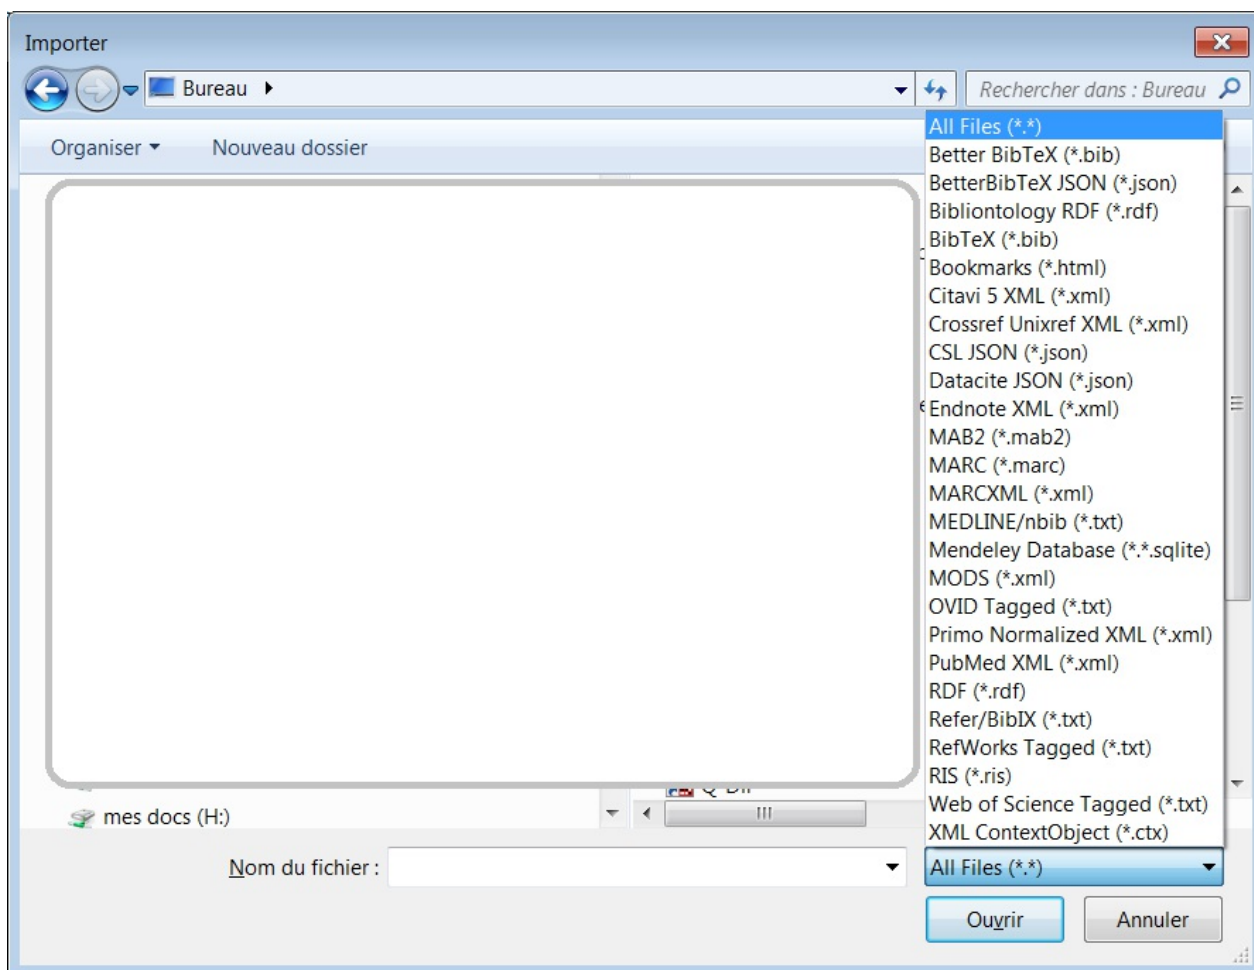 Importer
Bureau
Rechercher dans : Bureau
Organiser
Nouveau dossier
All Files (*.*)
Better BibTeX (*.bib)
BetterBibTeX JSON (*.json)
Bibliontology RDF (*.rdf)
BibTeX (*.bib)
Bookmarks (*.html)
Citavi 5 XML (*.xml)
Crossref Unixref XML (*.xml)
CSL JSON (*.json)
Datacite JSON (*.json)
Endnote XML (*.xml)
MAB2 (*.mab2)
MARC (*.marc)
MARCXML (*.xml)
MEDLINE/nbib (*.txt)
Mendeley Database (*.*.sqlite)
MODS (*.xml)
OVID Tagged (*.txt)
Primo Normalized XML (*.xml)
PubMed XML (*.xml)
RDF (*.rdf)
Refer/BibIX (*.txt)
RefWorks Tagged (*.txt)
RIS (*.ris)
Web of Science Tagged (*.txt)
XML ContextObject (*.ctx)
mes docs (H:)
Nom du fichier :
All Files (*.*)
Ouvrir
Annuler